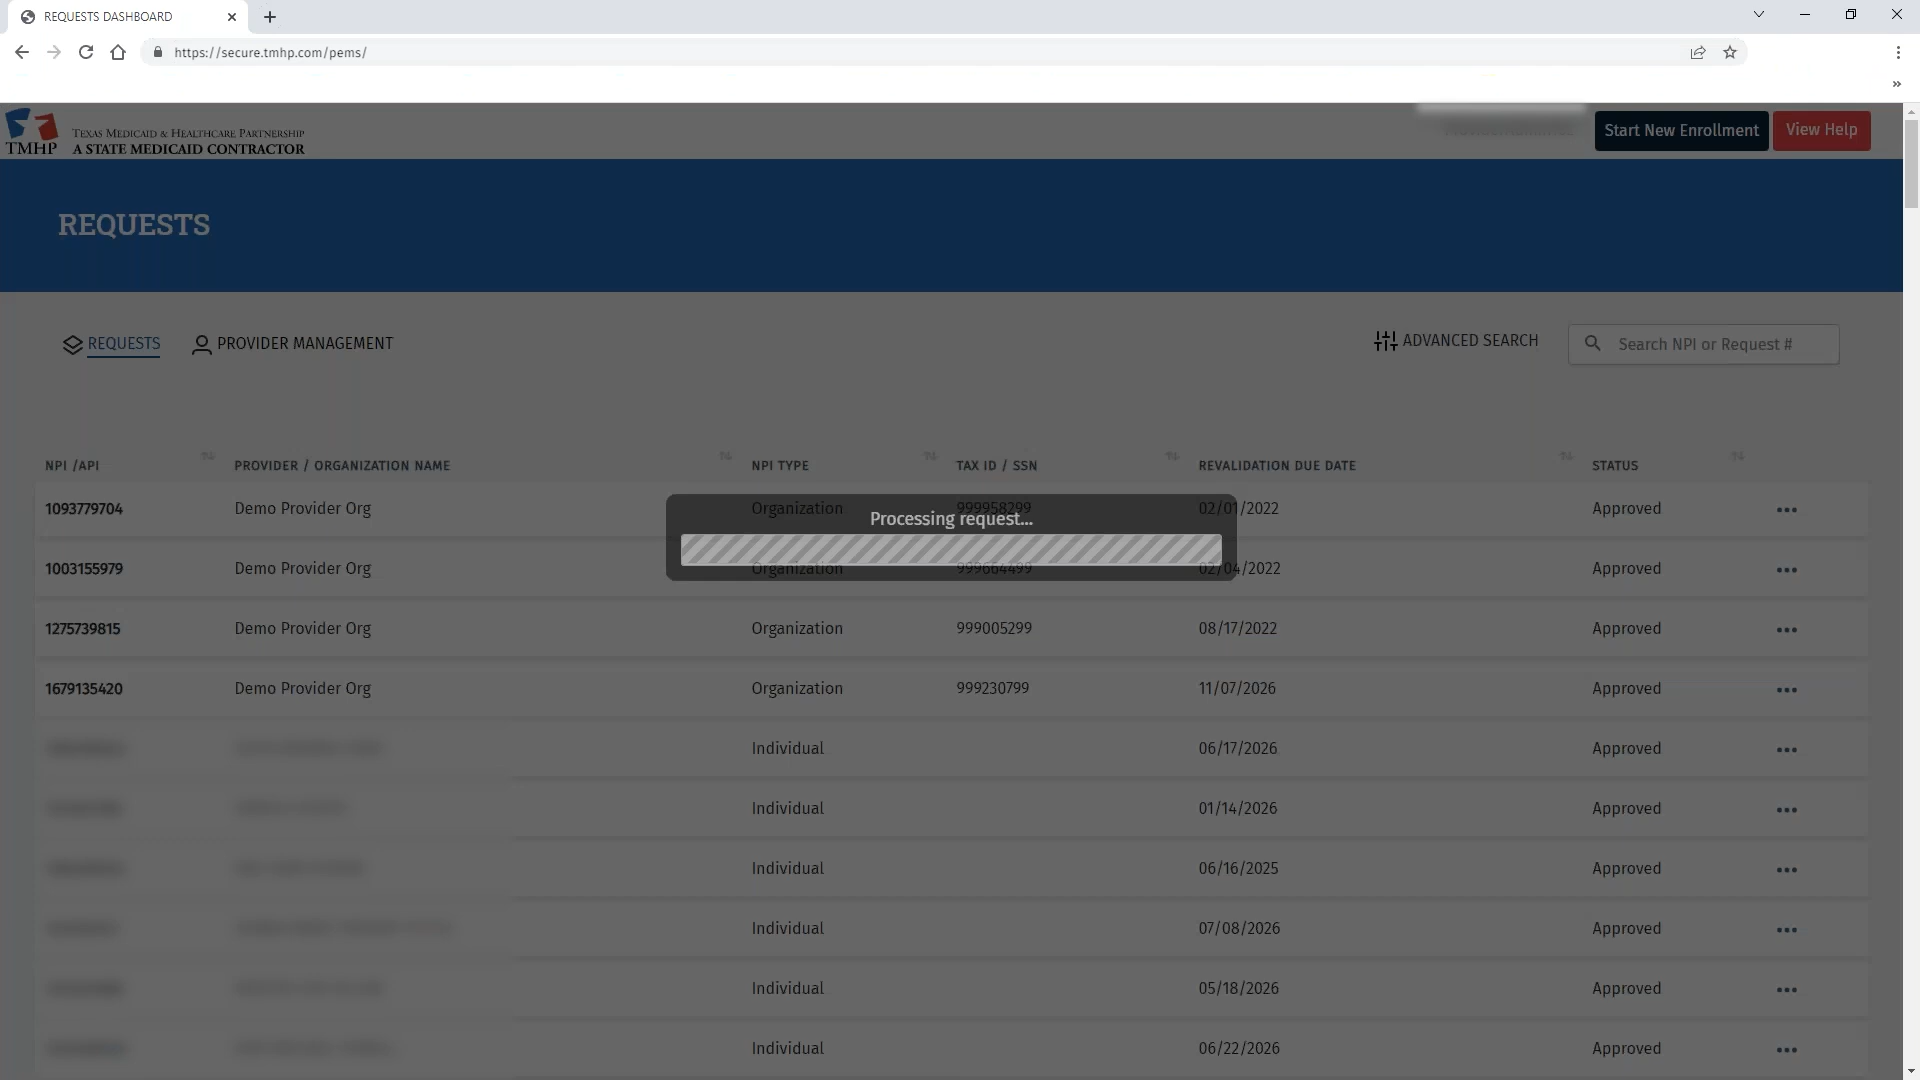 REQUESTS DASHBOARD
https://secure.tmhp.com/pems/
TEXAS MEDICAID & HEALTHCARE PARTNERSHIP
TMHP A STATE MEDICAID CONTRACTOR
Start New Enrollment
View Help
REQUESTS
REQUESTS
PROVIDER MANAGEMENT
ADVANCED SEARCH
Search NPI or Request #
NPI /API PROVIDER / ORGANIZATION NAME NPI TYPE TAX ID / SSN REVALIDATION DUE DATE STATUS
1093779704 Demo Provider Org Organization 999958299 02/01/2022 Approved
Processing request...
1003155979 Demo Provider Org Organization 999664499 02/04/2022 Approved
1275739815 Demo Provider Org Organization 999005299 08/17/2022 Approved
1679135420 Demo Provider Org Organization 999230799 11/07/2026 Approved
Individual 06/17/2026 Approved
Individual 01/14/2026 Approved
Individual 06/16/2025 Approved
Individual 07/08/2026 Approved
Individual 05/18/2026 Approved
Individual 06/22/2026 Approved